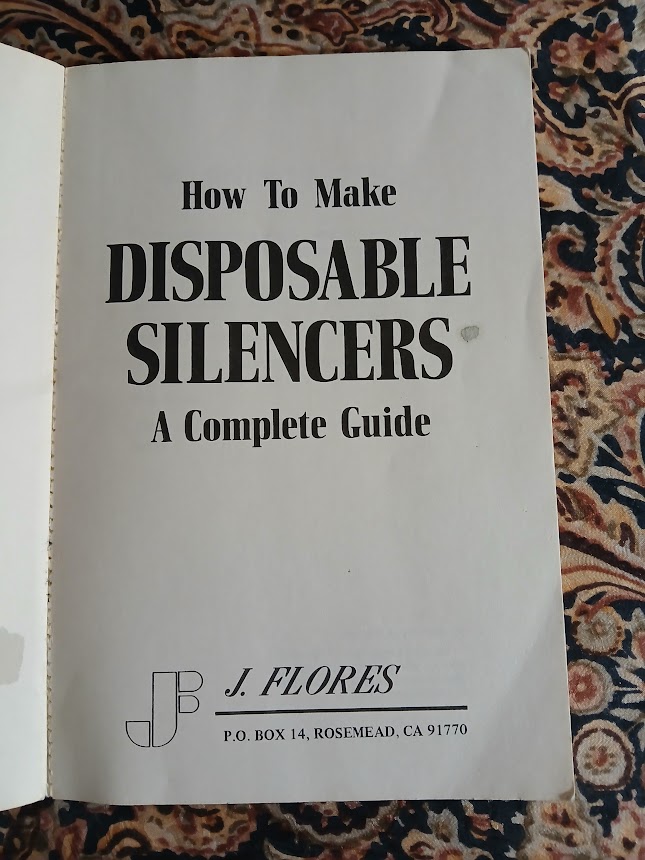 How To Make
DISPOSABLE
SILENCERS
A Complete Guide
J. FLORES
P.O. BOX 14, ROSEMEAD, CA 91770